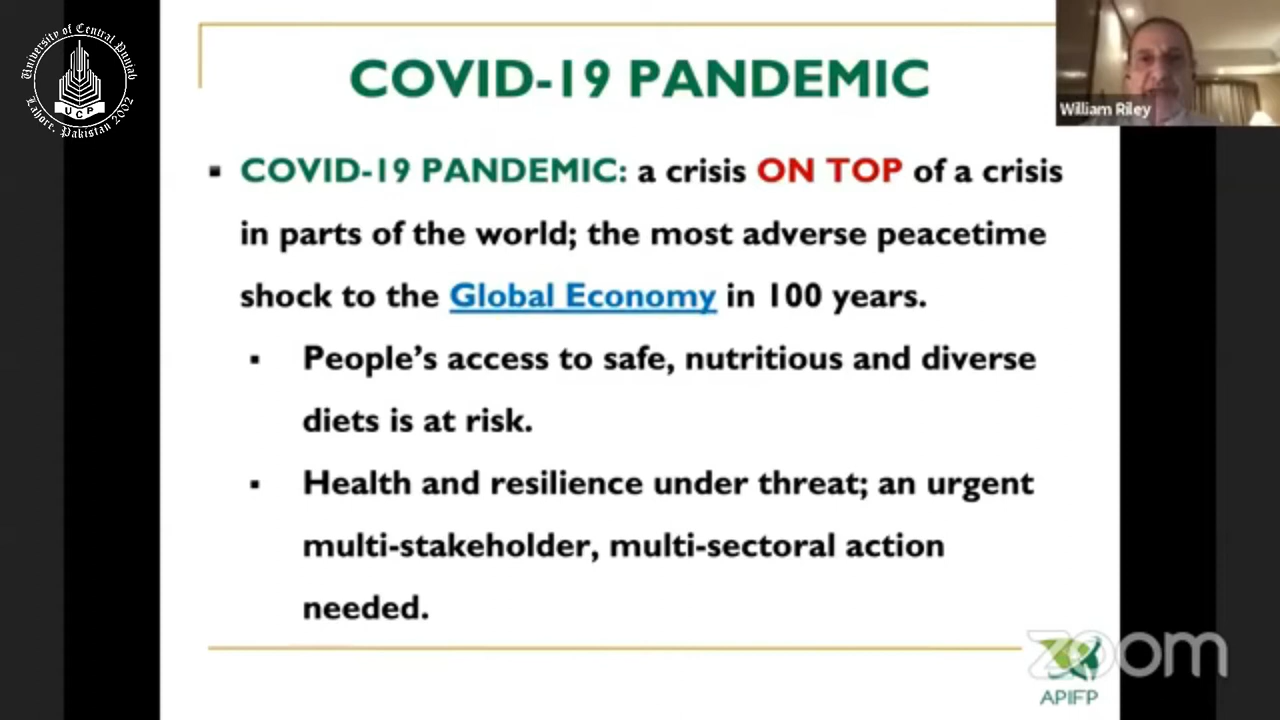 University of Central Punjab
UCP
Lahore, Pakistan 2002
COVID-19 PANDEMIC
William Riley
▪ COVID-19 PANDEMIC: a crisis ON TOP of a crisis
in parts of the world; the most adverse peacetime
shock to the Global Economy in 100 years.
▪ People’s access to safe, nutritious and diverse
diets is at risk.
▪ Health and resilience under threat; an urgent
multi-stakeholder, multi-sectoral action
needed.
zoom
APIFP